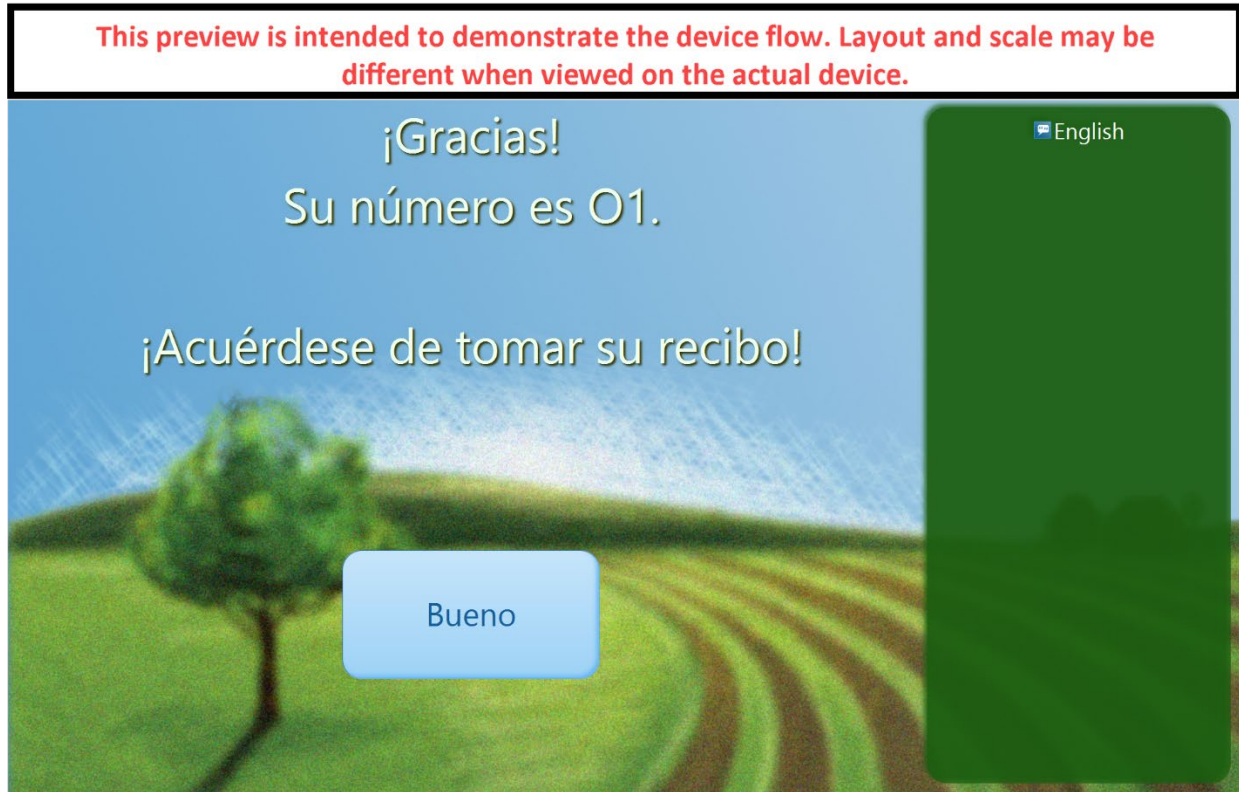 This preview is intended to demonstrate the device flow. Layout and scale may be
different when viewed on the actual device.
¡Gracias!
Su número es O1.
¡Acuérdese de tomar su recibo!
Bueno
English